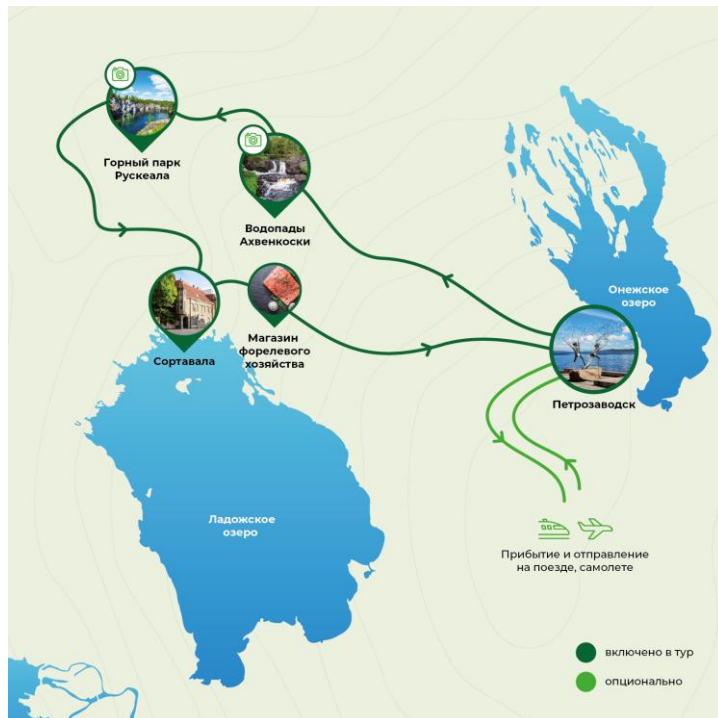 Горный парк
Рускеала
Водопады
Ахвенкоски
Онежское
озеро
Сортавала
Магазин
форелевого
хозяйства
Петрозаводск
Ладожское
озеро
Прибытие и отправление
на поезде, самолете
включено в тур
опционально